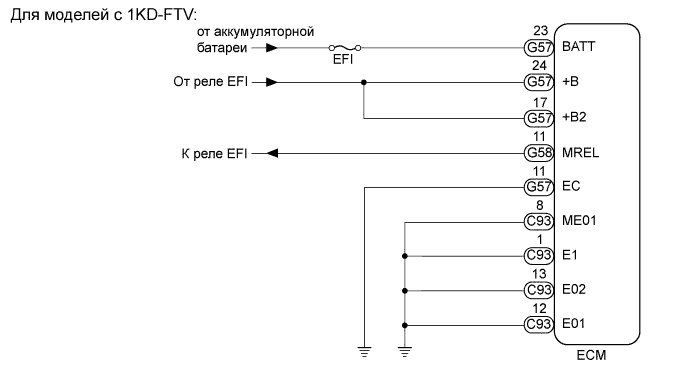 Для моделей с 1KD-FTV:
от аккумуляторной
батареи
EFI
23
G57 BATT
24
От реле EFI G57 +B
17
G57 +B2
11
К реле EFI G58 MREL
11
G57 EC
8
C93 ME01
1
C93 E1
13
C93 E02
12
C93 E01
ECM